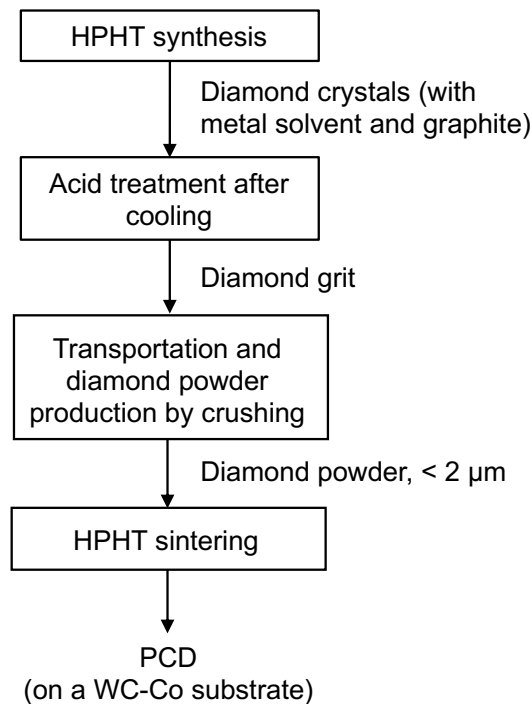 HPHT synthesis
Diamond crystals (with
metal solvent and graphite)
Acid treatment after
cooling
Diamond grit
Transportation and
diamond powder
production by crushing
Diamond powder, < 2 µm
HPHT sintering
PCD
(on a WC-Co substrate)